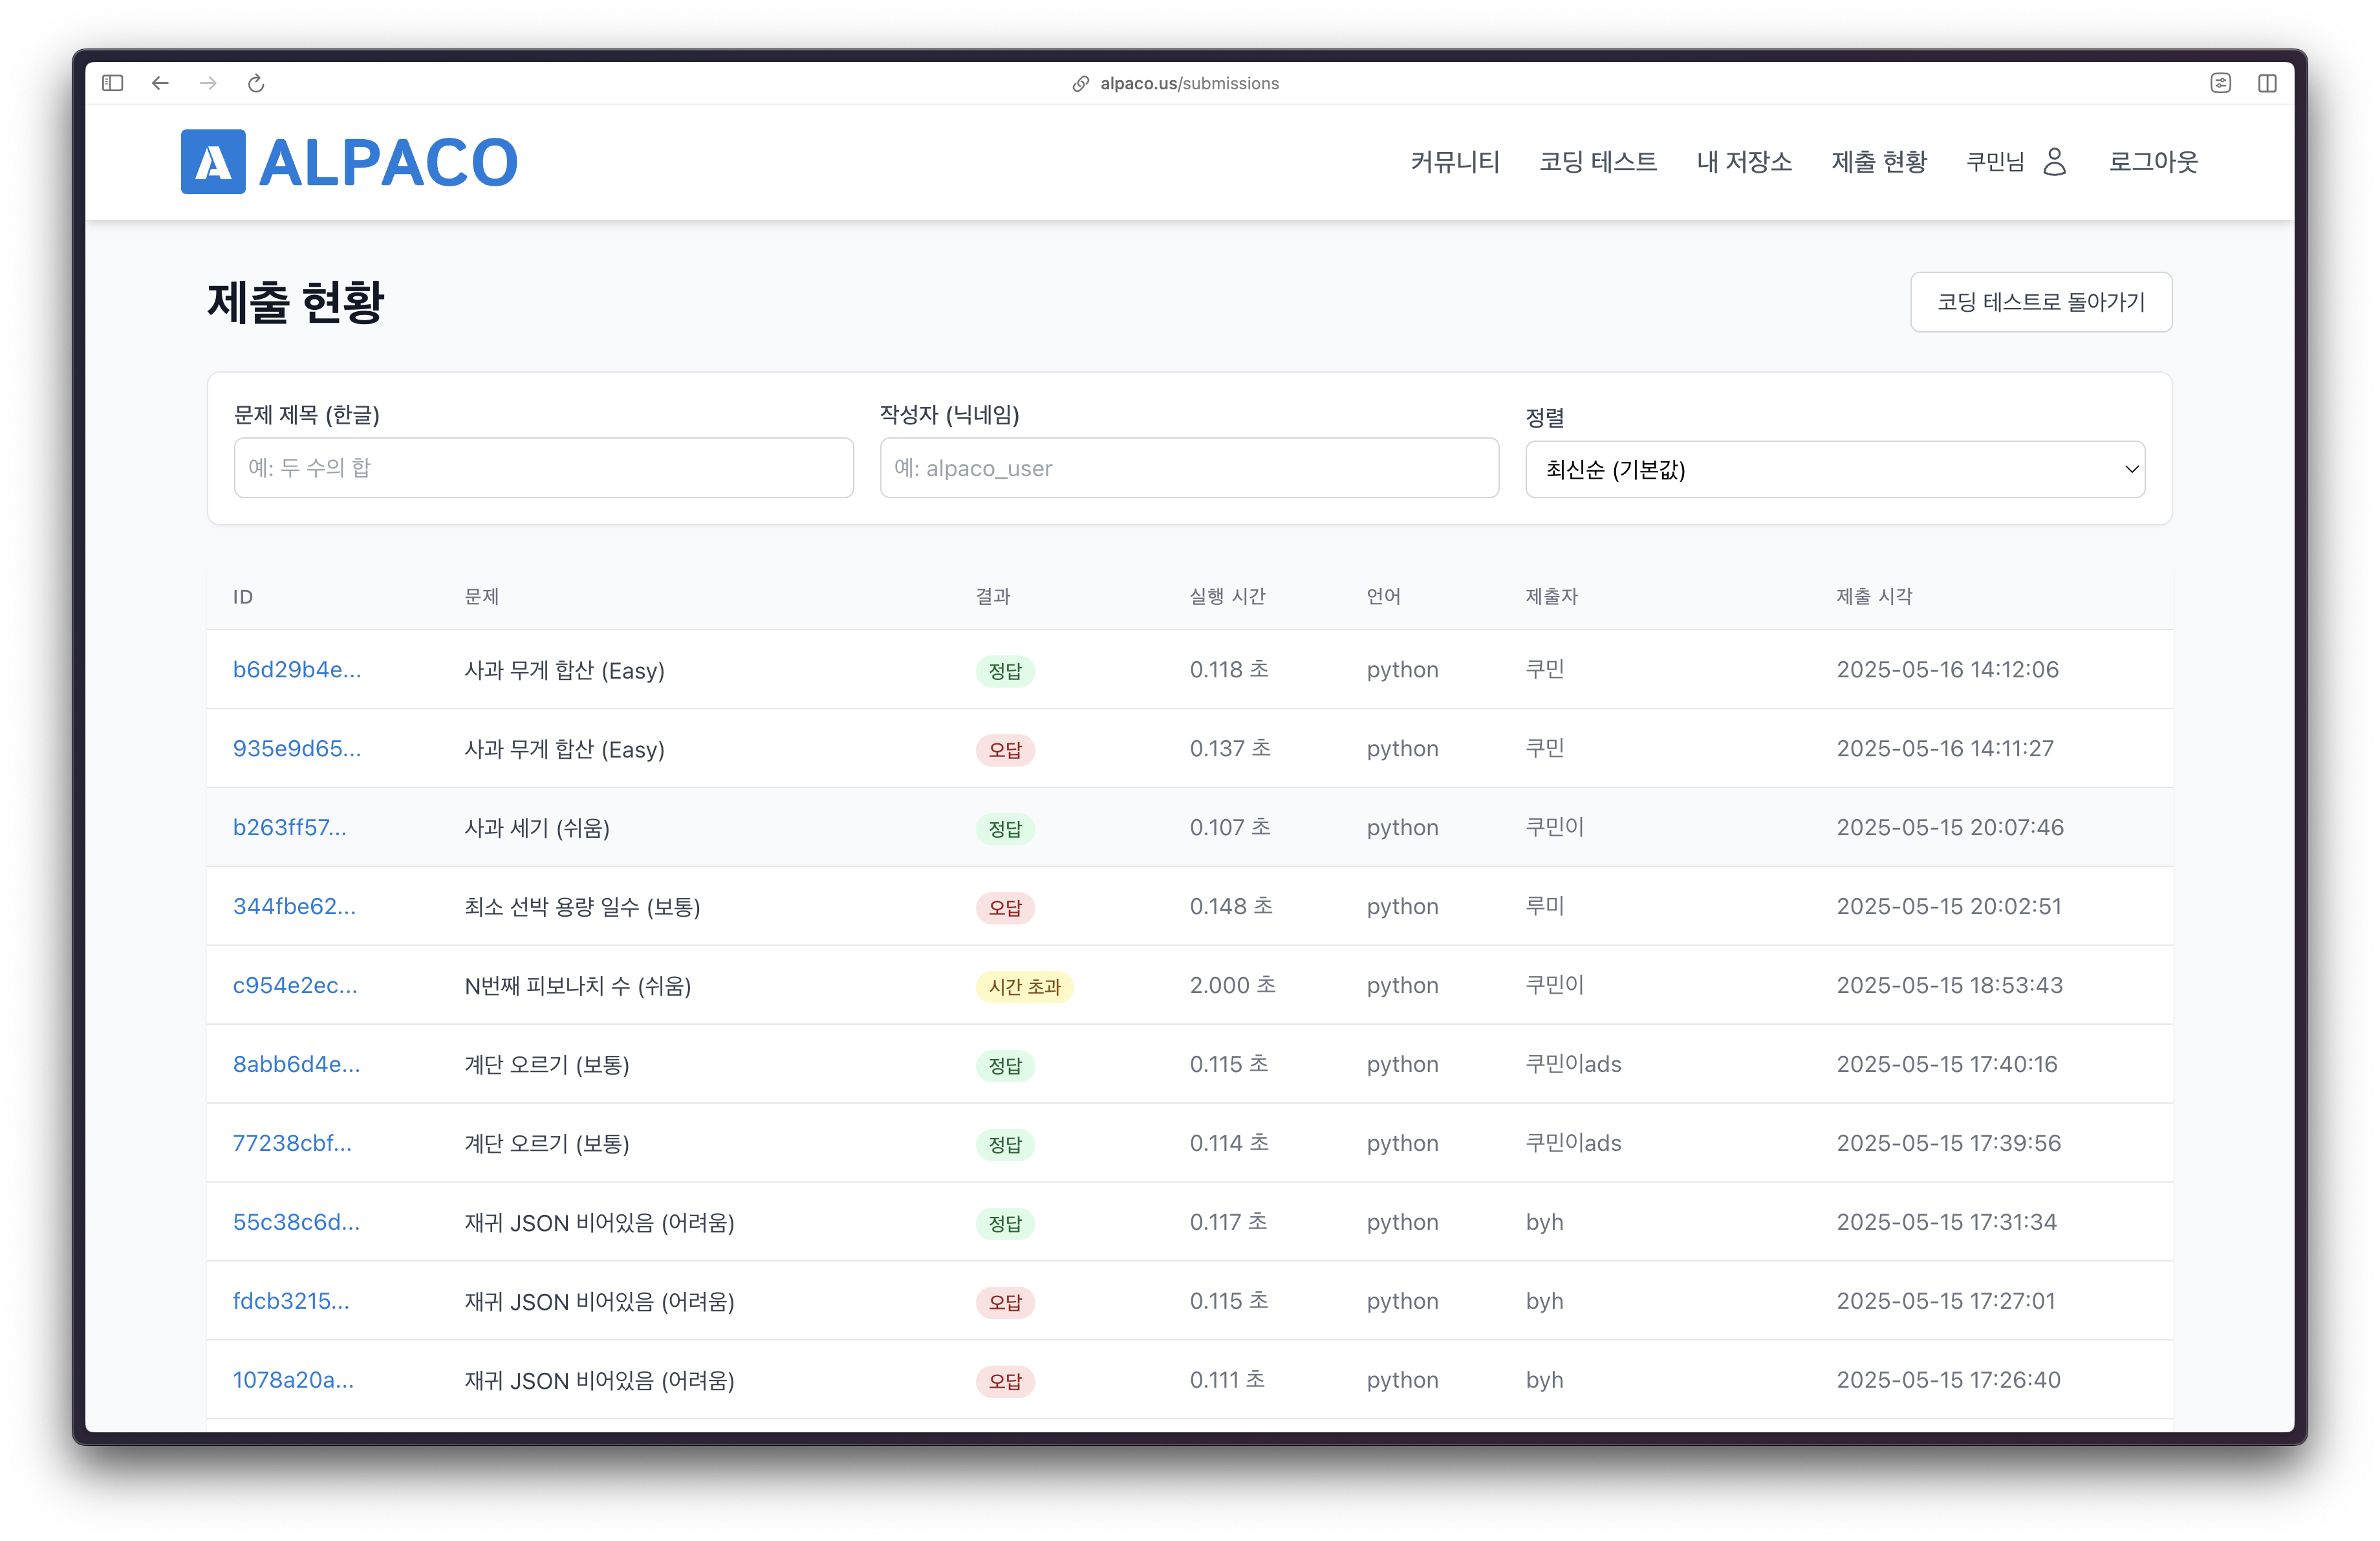 alpaco.us/submissions
ALPACO
커뮤니티 코딩 테스트 내 저장소 제출 현황 쿠민님 로그아웃
제출 현황
코딩 테스트로 돌아가기
문제 제목 (한글) 작성자 (닉네임) 정렬
예: 두 수의 합 예: alpaco_user 최신순 (기본값)
ID 문제 결과 실행 시간 언어 제출자 제출 시각
b6d29b4e... 사과 무게 합산 (Easy) 정답 0.118 초 python 쿠민 2025-05-16 14:12:06
935e9d65... 사과 무게 합산 (Easy) 오답 0.137 초 python 쿠민 2025-05-16 14:11:27
b263ff57... 사과 세기 (쉬움) 정답 0.107 초 python 쿠민이 2025-05-15 20:07:46
344fbe62... 최소 선박 용량 일수 (보통) 오답 0.148 초 python 루미 2025-05-15 20:02:51
c954e2ec... N번째 피보나치 수 (쉬움) 시간 초과 2.000 초 python 쿠민이 2025-05-15 18:53:43
8abb6d4e... 계단 오르기 (보통) 정답 0.115 초 python 쿠민이ads 2025-05-15 17:40:16
77238cbf... 계단 오르기 (보통) 정답 0.114 초 python 쿠민이ads 2025-05-15 17:39:56
55c38c6d... 재귀 JSON 비어있음 (어려움) 정답 0.117 초 python byh 2025-05-15 17:31:34
fdcb3215... 재귀 JSON 비어있음 (어려움) 오답 0.115 초 python byh 2025-05-15 17:27:01
1078a20a... 재귀 JSON 비어있음 (어려움) 오답 0.111 초 python byh 2025-05-15 17:26:40